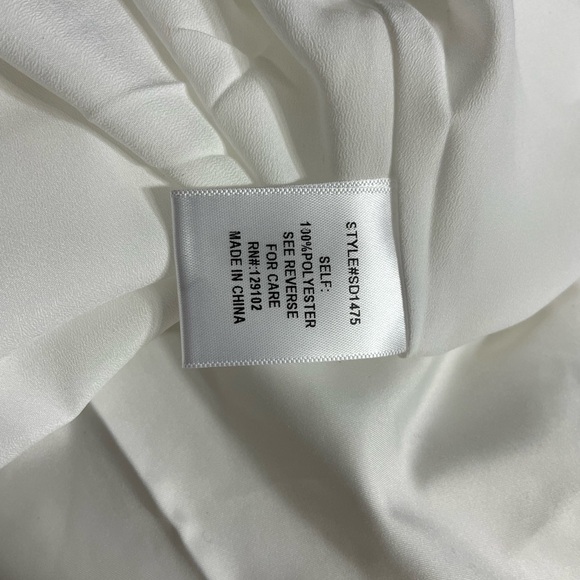 STYLE#SD1475
SELF:
100%POLYESTER
SEE REVERSE
FOR CARE
RN#:129102
MADE IN CHINA